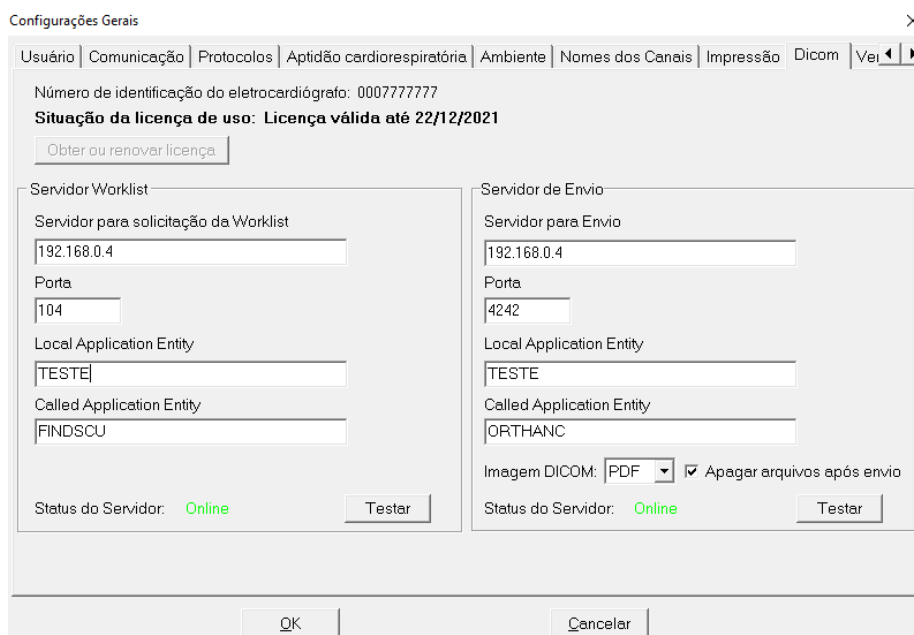 Configurações Gerais
Usuário Comunicação Protocolos Aptidão cardiorespiratória Ambiente Nomes dos Canais Impressão Dicom
Número de identificação do eletrocardiógrafo: 0007777777
Situação da licença de uso: Licença válida até 22/12/2021
Obter ou renovar licença
Servidor Worklist
Servidor para solicitação da Worklist
192.168.0.4
Porta
104
Local Application Entity
TESTE
Called Application Entity
FINDSCU
Status do Servidor: Online Testar
Servidor de Envio
Servidor para Envio
192.168.0.4
Porta
4242
Local Application Entity
TESTE
Called Application Entity
ORTHANC
Imagem DICOM: PDF Apagar arquivos após envio
Status do Servidor: Online Testar
OK Cancelar